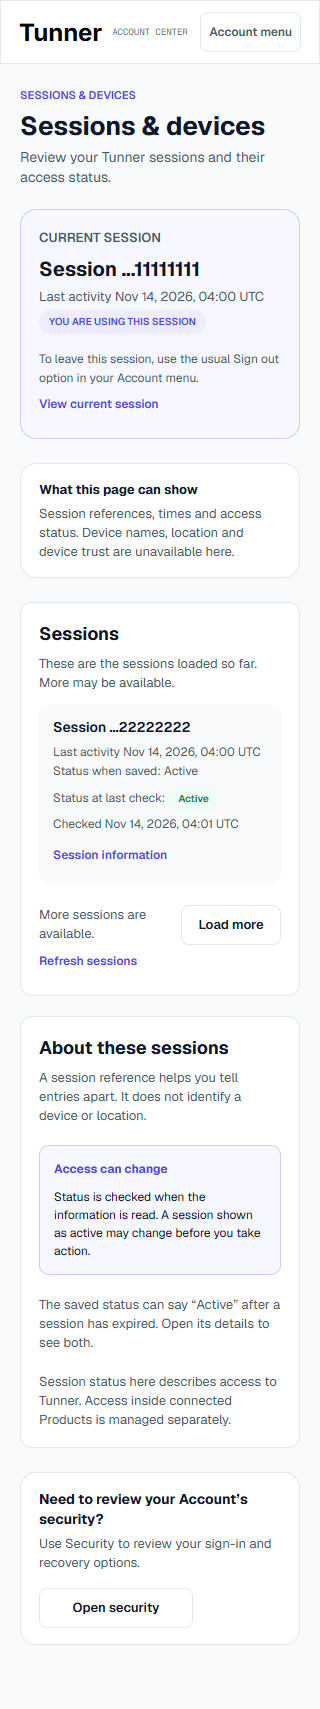 Tunner ACCOUNT CENTER Account menu
SESSIONS & DEVICES
Sessions & devices
Review your Tunner sessions and their
access status.
CURRENT SESSION
Session …11111111
Last activity Nov 14, 2026, 04:00 UTC
YOU ARE USING THIS SESSION
To leave this session, use the usual Sign out
option in your Account menu.
View current session
What this page can show
Session references, times and access
status. Device names, location and
device trust are unavailable here.
Sessions
These are the sessions loaded so far.
More may be available.
Session …22222222
Last activity Nov 14, 2026, 04:00 UTC
Status when saved: Active
Status at last check: Active
Checked Nov 14, 2026, 04:01 UTC
Session information
More sessions are
available.
Load more
Refresh sessions
About these sessions
A session reference helps you tell
entries apart. It does not identify a
device or location.
Access can change
Status is checked when the
information is read. A session shown
as active may change before you take
action.
The saved status can say “Active” after a
session has expired. Open its details to
see both.
Session status here describes access to
Tunner. Access inside connected
Products is managed separately.
Need to review your Account’s
security?
Use Security to review your sign-in and
recovery options.
Open security